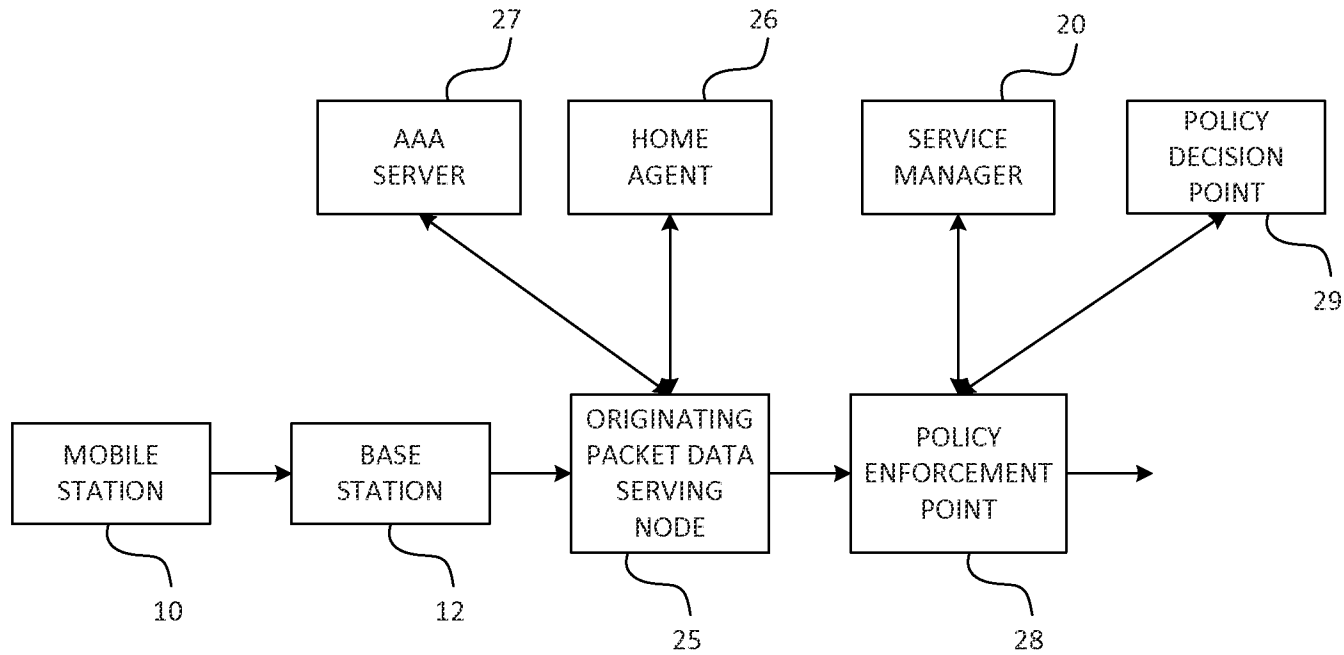 27
26
20
AAA
SERVER
HOME
AGENT
SERVICE
MANAGER
POLICY
DECISION
POINT
29
MOBILE
STATION
BASE
STATION
ORIGINATING
PACKET DATA
SERVING
NODE
POLICY
ENFORCEMENT
POINT
10
12
25
28